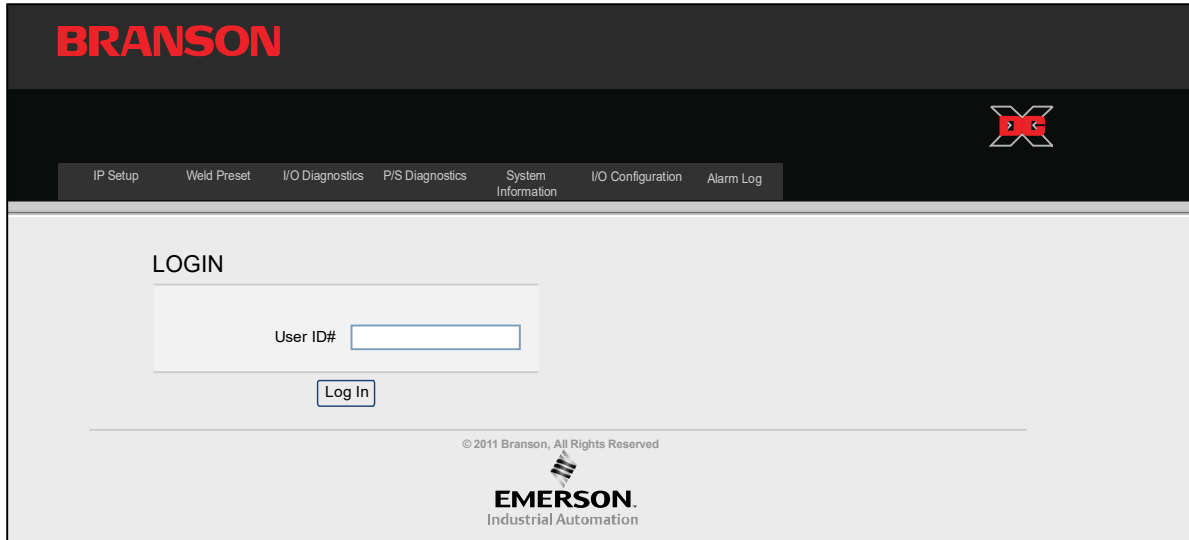 BRANSON
DCX
IP Setup Weld Preset I/O Diagnostics P/S Diagnostics System Information I/O Configuration Alarm Log
LOGIN
User ID#
Log In
© 2011 Branson, All Rights Reserved
EMERSON.
Industrial Automation